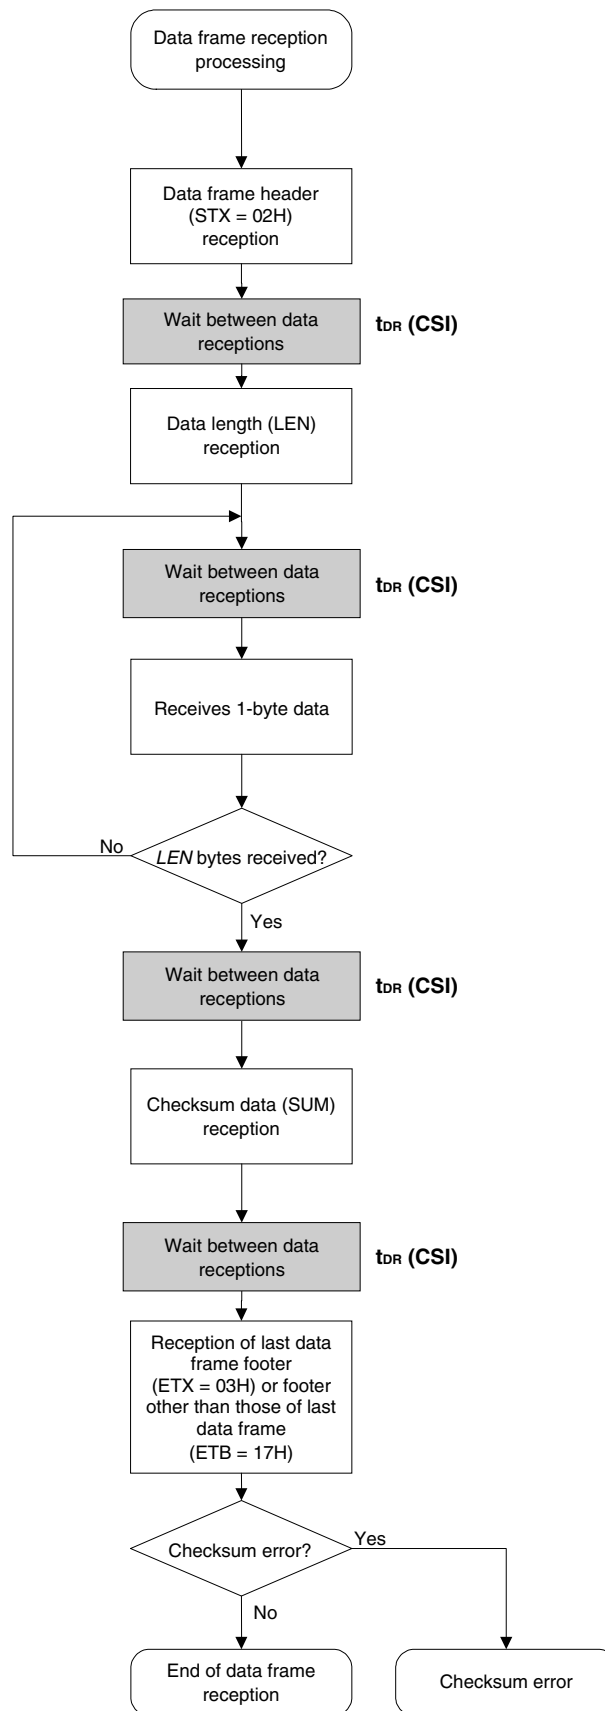 Data frame reception
processing
Data frame header
(STX = 02H)
reception
Wait between data
receptions
tDR (CSI)
Data length (LEN)
reception
Wait between data
receptions
tDR (CSI)
Receives 1-byte data
No
LEN bytes received?
Yes
Wait between data
receptions
tDR (CSI)
Checksum data (SUM)
reception
Wait between data
receptions
tDR (CSI)
Reception of last data
frame footer
(ETX = 03H) or footer
other than those of last
data frame
(ETB = 17H)
Checksum error?
Yes
No
End of data frame
reception
Checksum error